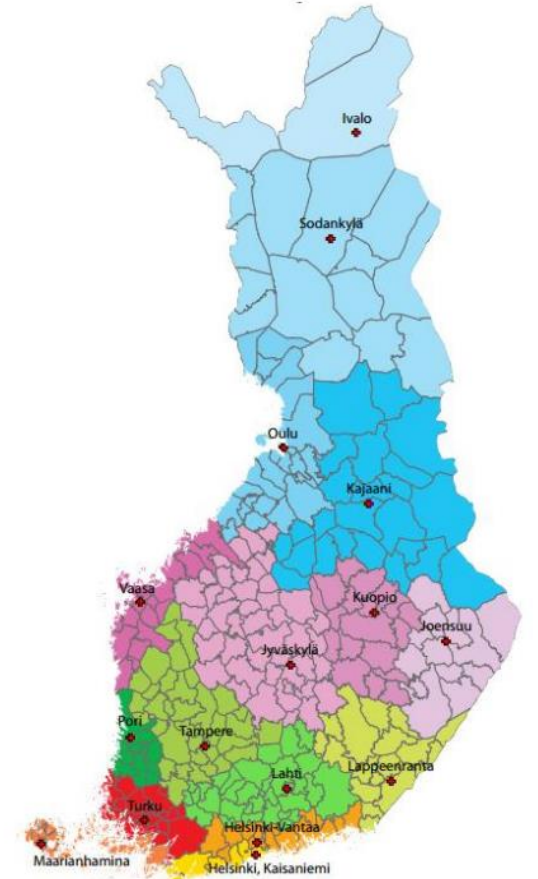 Ivalo
Sodankylä
Oulu
Kajaani
Vaasa
Kuopio
Joensuu
Jyväskylä
Pori
Tampere
Lahti
Lappeenranta
Turku
Helsinki-Vantaa
Maarianhamina
Helsinki, Kaisaniemi